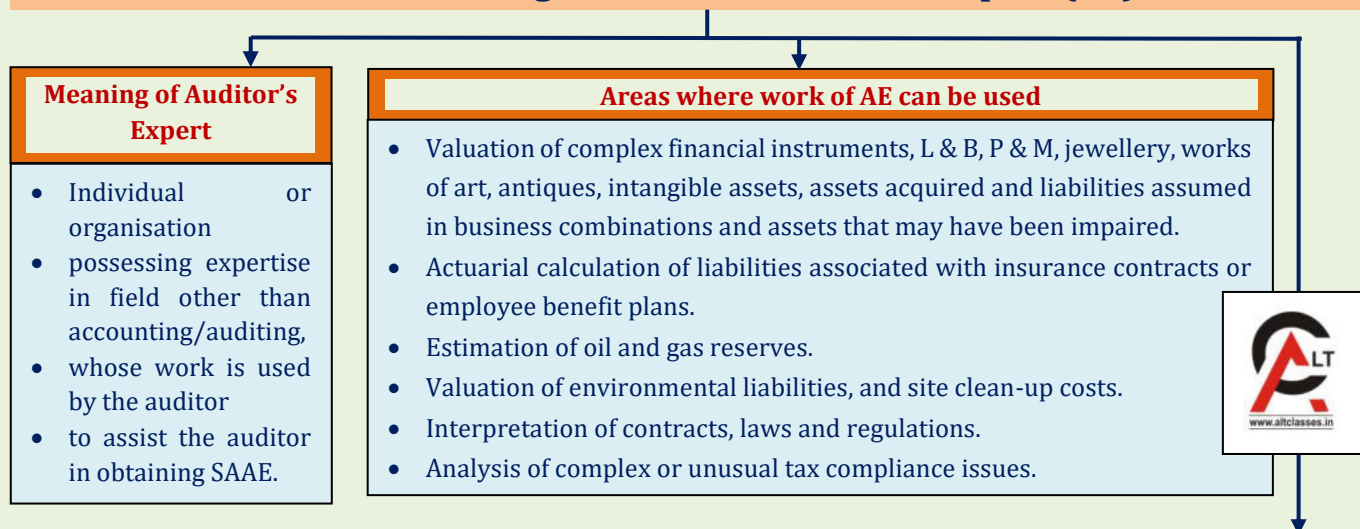 Meaning of Auditor's
Expert
• Individual or
organisation
• possessing expertise
in field other than
accounting/auditing,
• whose work is used
by the auditor
• to assist the auditor
in obtaining SAAE.
Areas where work of AE can be used
• Valuation of complex financial instruments, L & B, P & M, jewellery, works
of art, antiques, intangible assets, assets acquired and liabilities assumed
in business combinations and assets that may have been impaired.
• Actuarial calculation of liabilities associated with insurance contracts or
employee benefit plans.
• Estimation of oil and gas reserves.
• Valuation of environmental liabilities, and site clean-up costs.
• Interpretation of contracts, laws and regulations.
• Analysis of complex or unusual tax compliance issues.
ALT
www.altclasses.in